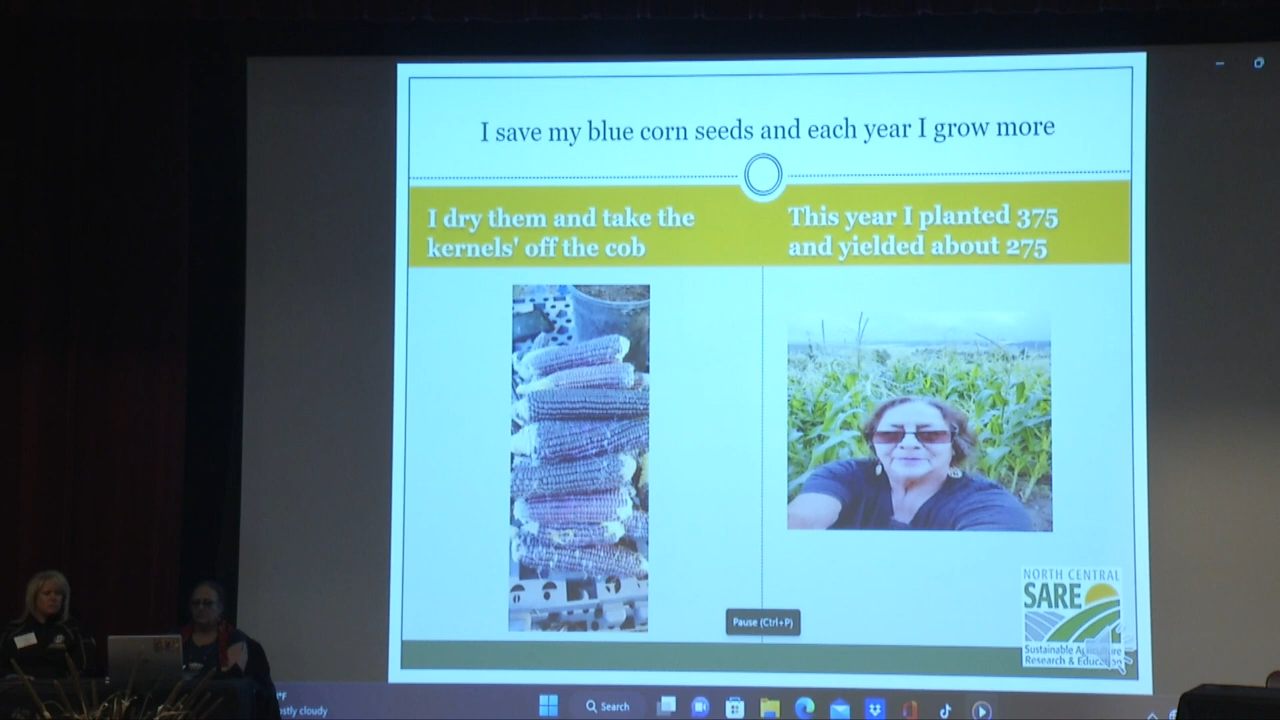 I save my blue corn seeds and each year I grow more
I dry them and take the
kernels' off the cob
This year I planted 375
and yielded about 275
NORTH CENTRAL
SARE
Sustainable Agriculture
Research & Education
Pause (Ctrl+P)
Search